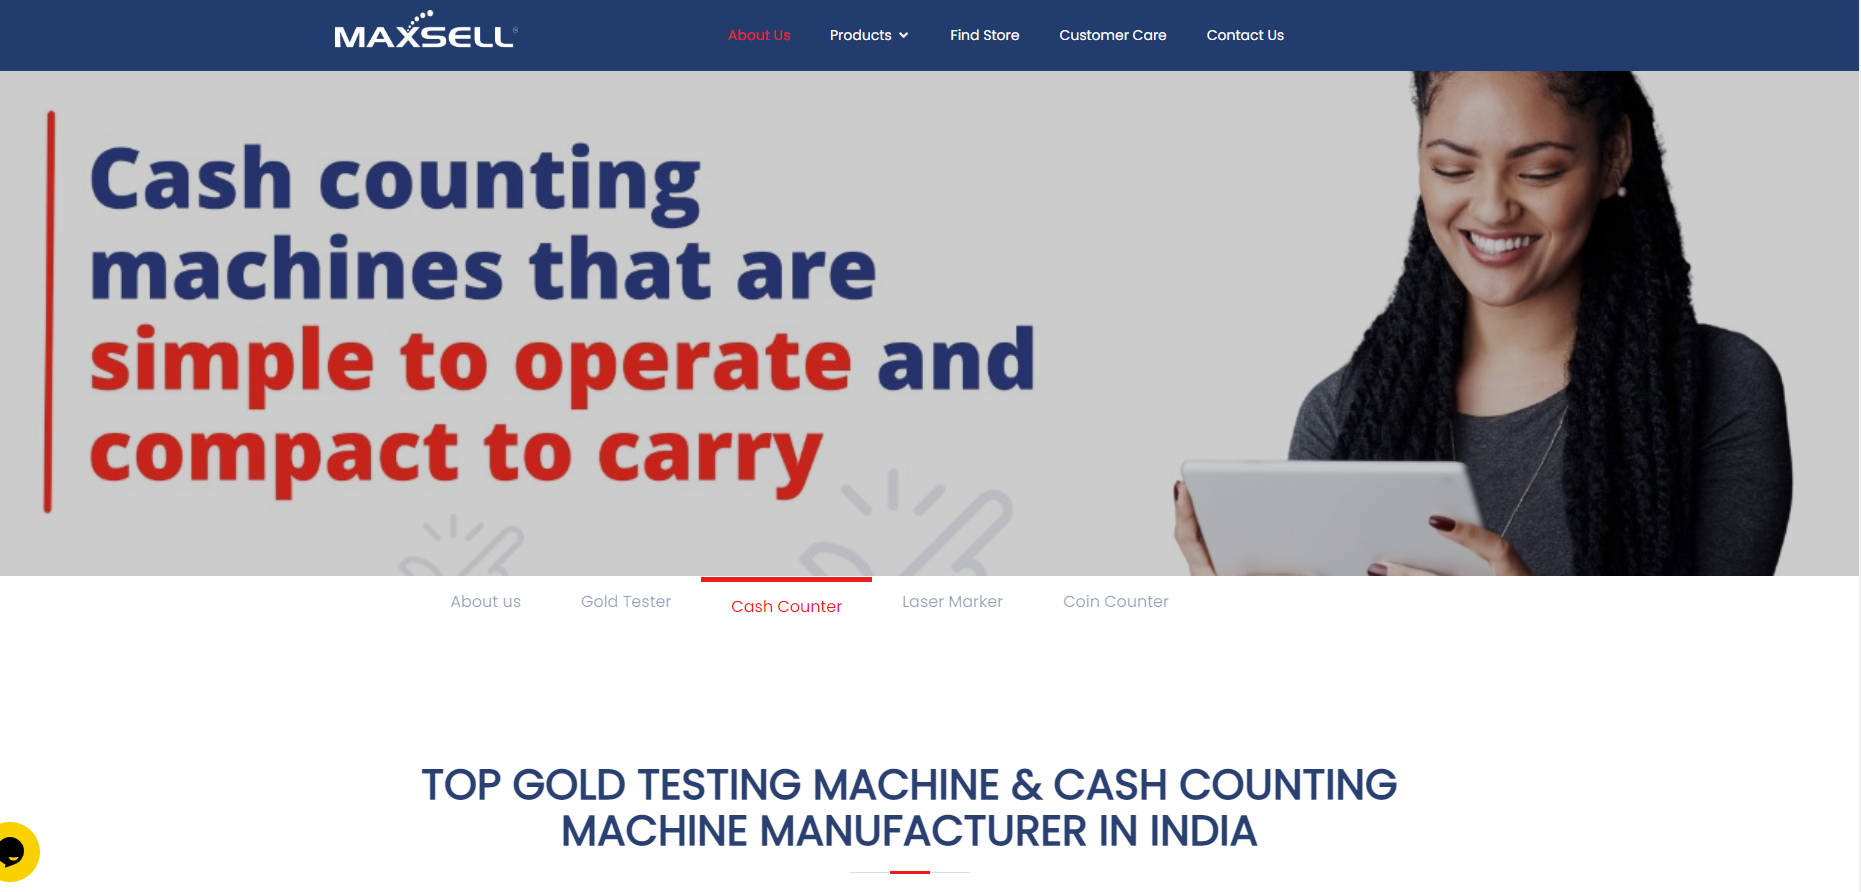 MAXSELL
About Us
Products
Find Store
Customer Care
Contact Us
Cash counting
machines that are
simple to operate and
compact to carry
About us
Gold Tester
Cash Counter
Laser Marker
Coin Counter
TOP GOLD TESTING MACHINE & CASH COUNTING
MACHINE MANUFACTURER IN INDIA